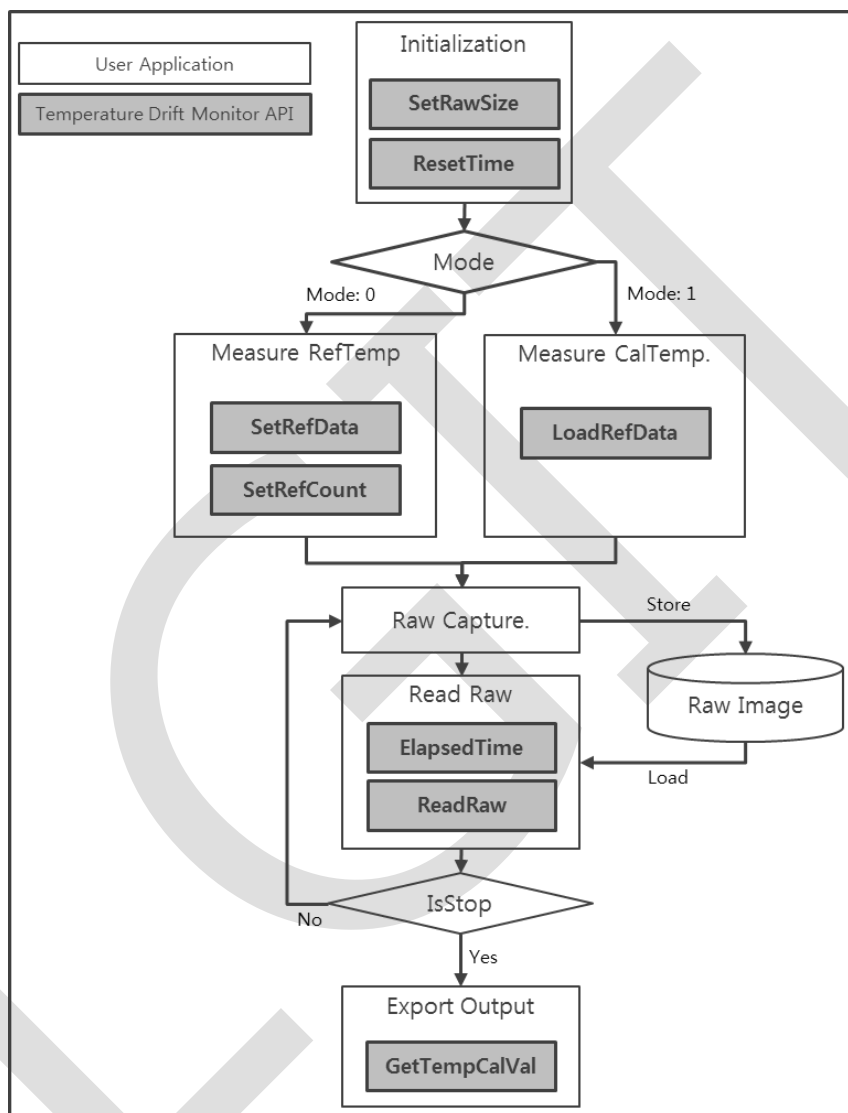 User Application
Temperature Drift Monitor API
Initialization
SetRawSize
ResetTime
Mode
Mode: 0
Mode: 1
Measure RefTemp
SetRefData
SetRefCount
Measure CalTemp.
LoadRefData
Raw Capture.
Store
Raw Image
Load
Read Raw
ElapsedTime
ReadRaw
IsStop
No
Yes
Export Output
GetTempCalVal